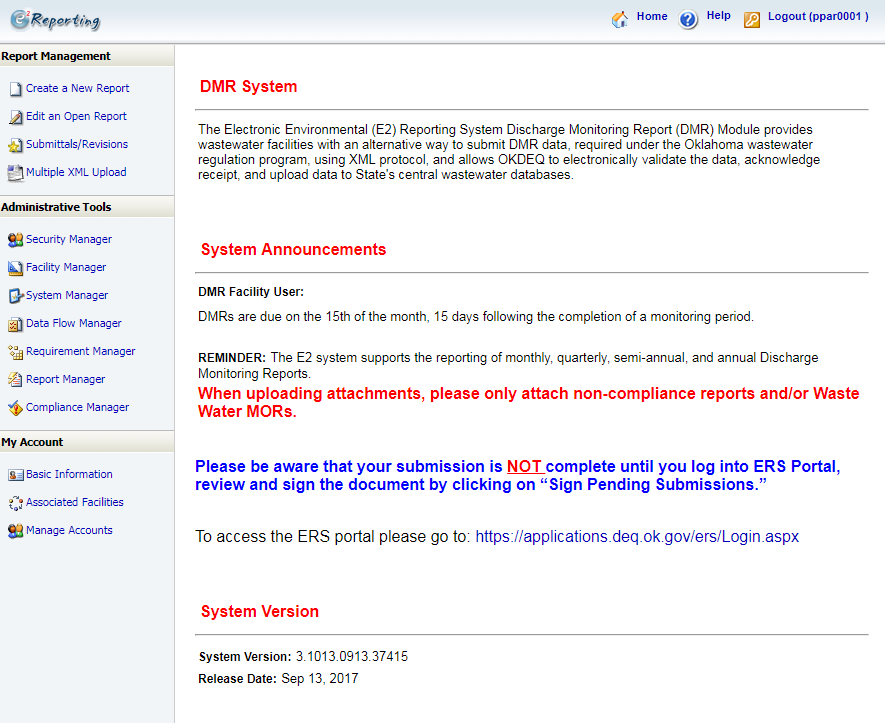 e2Reporting
Home Help Logout (ppar0001 )
Report Management
Create a New Report
Edit an Open Report
Submittals/Revisions
Multiple XML Upload
Administrative Tools
Security Manager
Facility Manager
System Manager
Data Flow Manager
Requirement Manager
Report Manager
Compliance Manager
My Account
Basic Information
Associated Facilities
Manage Accounts
DMR System
The Electronic Environmental (E2) Reporting System Discharge Monitoring Report (DMR) Module provides
wastewater facilities with an alternative way to submit DMR data, required under the Oklahoma wastewater
regulation program, using XML protocol, and allows OKDEQ to electronically validate the data, acknowledge
receipt, and upload data to State's central wastewater databases.
System Announcements
DMR Facility User:
DMRs are due on the 15th of the month, 15 days following the completion of a monitoring period.
REMINDER: The E2 system supports the reporting of monthly, quarterly, semi-annual, and annual Discharge
Monitoring Reports.
When uploading attachments, please only attach non-compliance reports and/or Waste
Water MORs.
Please be aware that your submission is NOT complete until you log into ERS Portal,
review and sign the document by clicking on “Sign Pending Submissions.”
To access the ERS portal please go to: https://applications.deq.ok.gov/ers/Login.aspx
System Version
System Version: 3.1013.0913.37415
Release Date: Sep 13, 2017